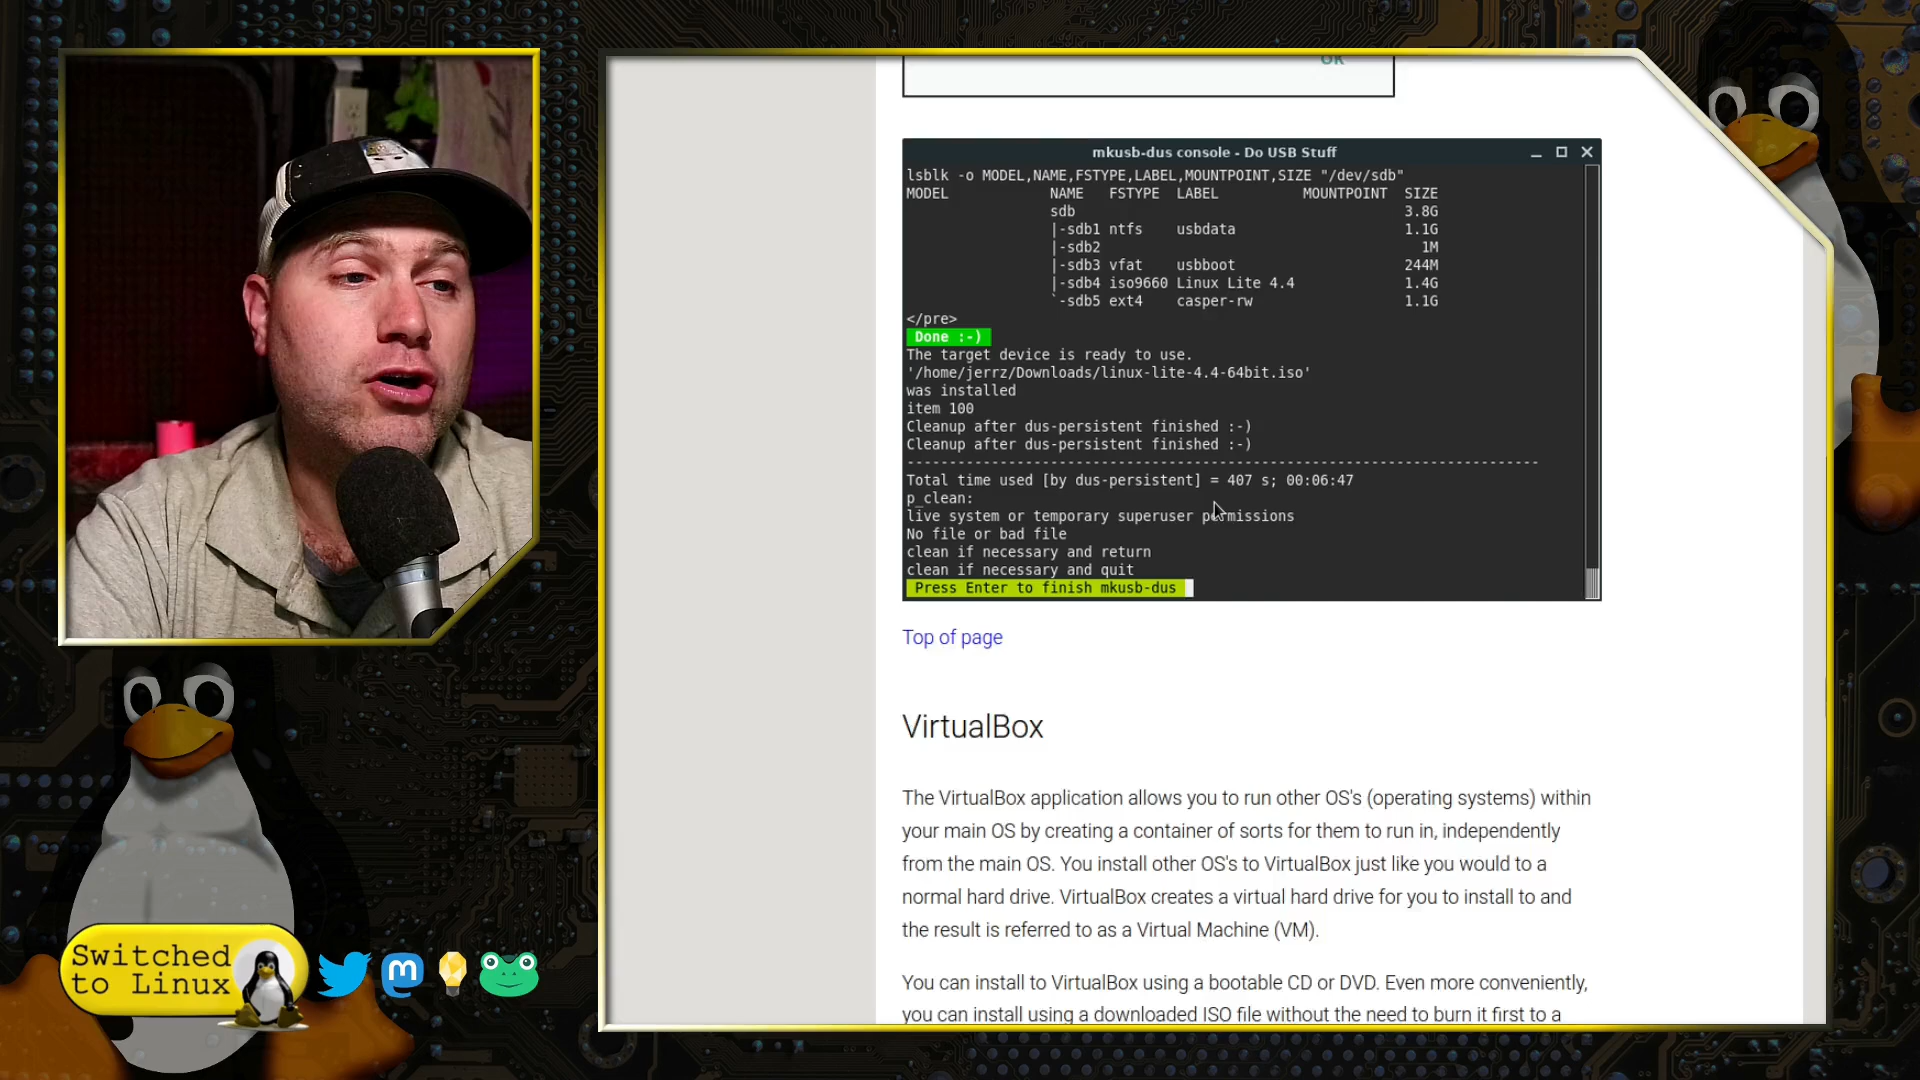 OK
mkusb-dus console - Do USB Stuff
lsblk -o MODEL,NAME,FSTYPE,LABEL,MOUNTPOINT,SIZE "/dev/sdb"
MODEL NAME FSTYPE LABEL MOUNTPOINT SIZE
sdb 3.8G
|-sdb1 ntfs usbdata 1.1G
|-sdb2 1M
|-sdb3 vfat usbboot 244M
|-sdb4 iso9660 Linux Lite 4.4 1.4G
`-sdb5 ext4 casper-rw 1.1G
</pre>
Done :-)
The target device is ready to use.
'/home/jerrz/Downloads/linux-lite-4.4-64bit.iso'
was installed
item 100
Cleanup after dus-persistent finished :-)
Cleanup after dus-persistent finished :-)
---------------------------------------------------------------------------
Total time used [by dus-persistent] = 407 s; 00:06:47
p_clean:
live system or temporary superuser permissions
No file or bad file
clean if necessary and return
clean if necessary and quit
Press Enter to finish mkusb-dus
Top of page
VirtualBox
The VirtualBox application allows you to run other OS's (operating systems) within
your main OS by creating a container of sorts for them to run in, independently
from the main OS. You install other OS's to VirtualBox just like you would to a
normal hard drive. VirtualBox creates a virtual hard drive for you to install to and
the result is referred to as a Virtual Machine (VM).
You can install to VirtualBox using a bootable CD or DVD. Even more conveniently,
you can install using a downloaded ISO file without the need to burn it first to a
Switched
to Linux